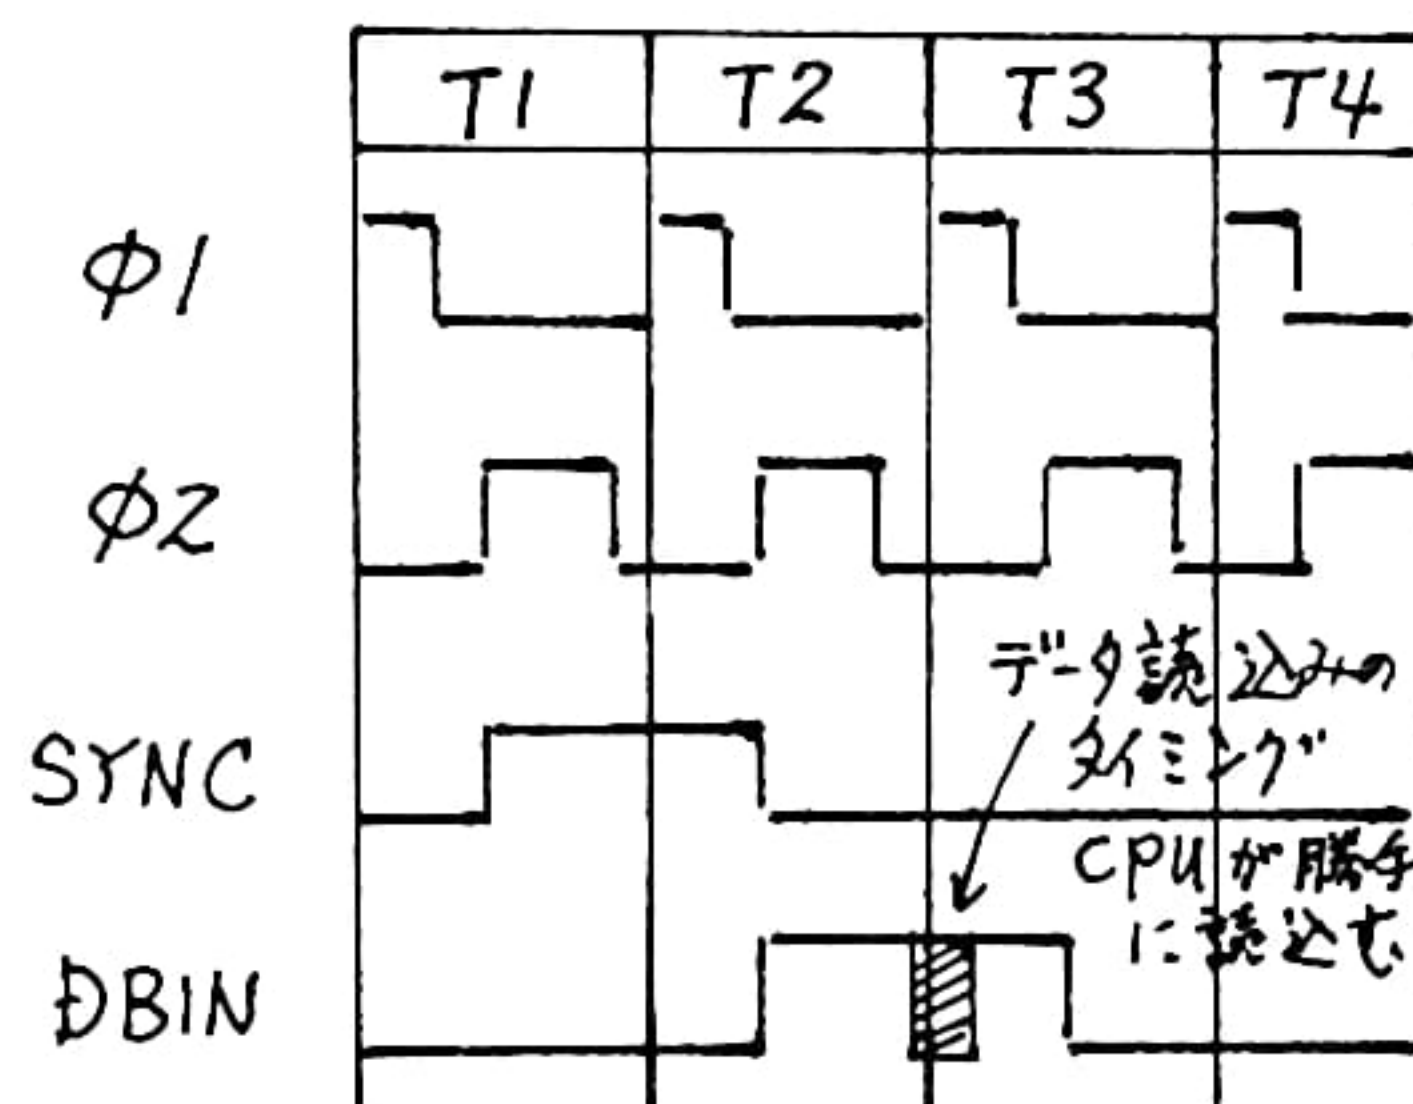 T1 T2 T3 T4
φ1
φ2
データ読込みの
タイミング
SYNC
CPUが勝手
に読込む
DBIN